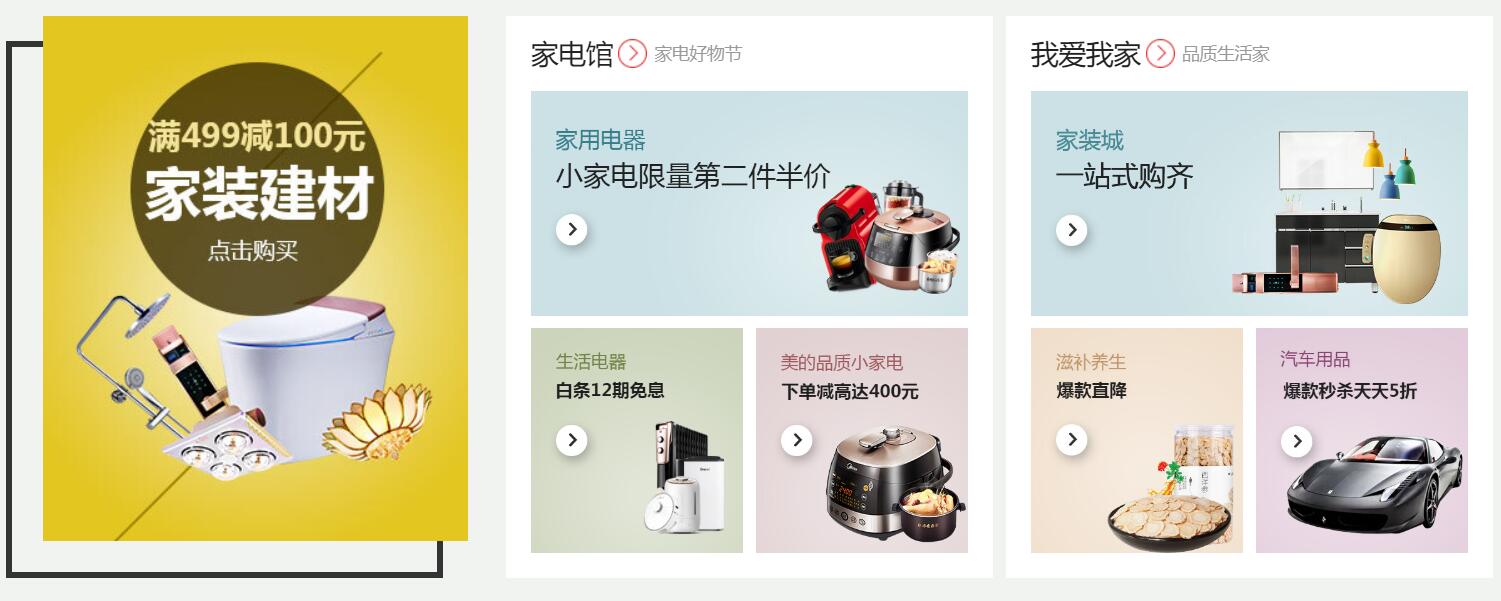 满499减100元
家装建材
点击购买
家电馆
家电好物节
家用电器
小家电限量第二件半价
生活电器
白条12期免息
美的品质小家电
下单减高达400元
我爱我家
品质生活家
家装城
一站式购齐
滋补养生
爆款直降
汽车用品
爆款秒杀天天5折